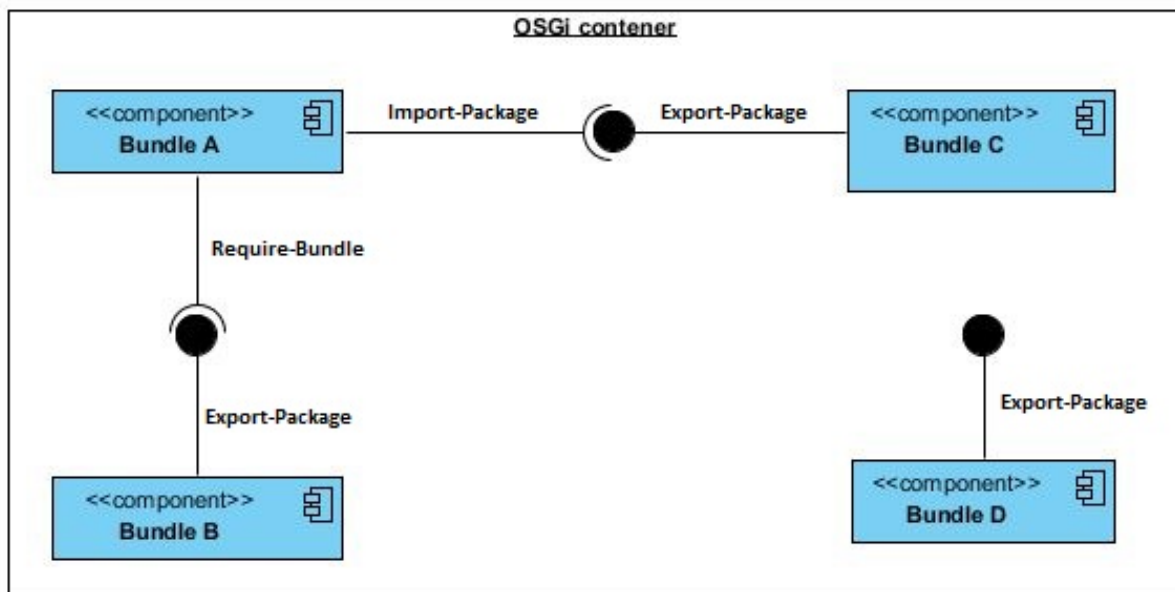 OSGi contener
<<component>>
Bundle A
Import-Package
Export-Package
<<component>>
Bundle C
Require-Bundle
Export-Package
Export-Package
<<component>>
Bundle B
<<component>>
Bundle D